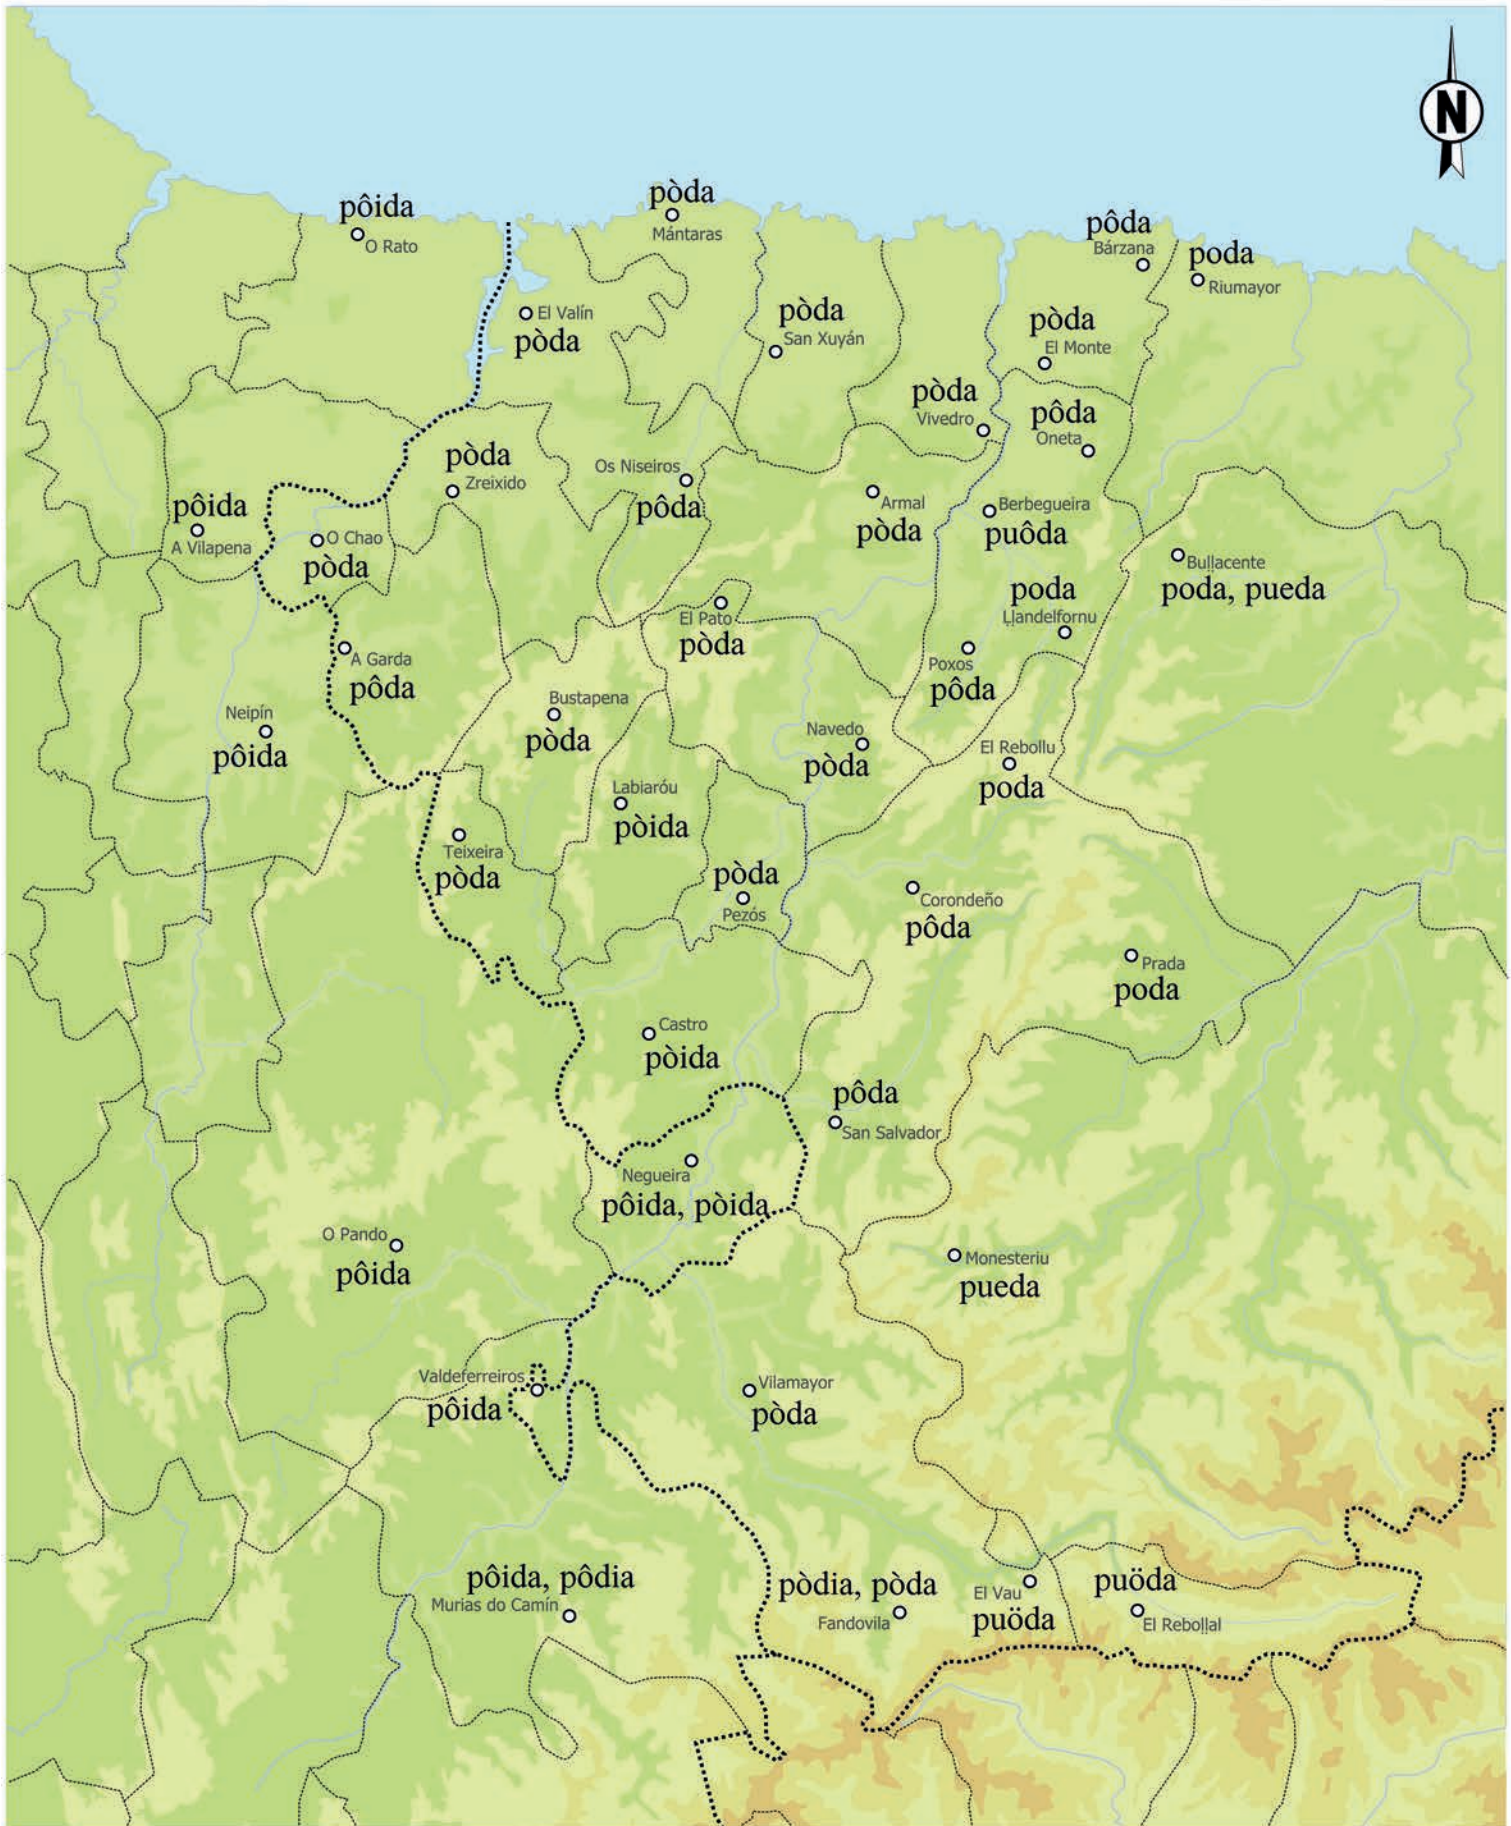 N
pôida
O Rato
pòda
Mántaras
pôda
Bárzana
poda
Riumayor
El Valín
pòda
pòda
San Xuyán
pòda
El Monte
pòda
Vivedro
pôda
Oneta
pòda
Zreixido
Os Niseiros
pôda
Armal
pòda
Berbegueira
puôda
pôida
A Vilapena
O Chao
pòda
Buḷḷacente
poda, pueda
poda
Ḷḷandelfornu
El Pato
pòda
A Garda
pôda
Poxos
pôda
Neipín
pôida
Bustapena
pòda
Navedo
pòda
El Rebollu
poda
Labiaróu
pòida
Teixeira
pòda
pòda
Pezós
Corondeño
pôda
Prada
poda
Castro
pòida
pôda
San Salvador
Negueira
pôida, pòida
O Pando
pôida
Monesteriu
pueda
Valdeferreiros
pôida
Vilamayor
pòda
pôida, pôdia
Murias do Camín
pòdia, pòda
Fandovila
El Vau
puöda
puöda
El Reboḷḷal